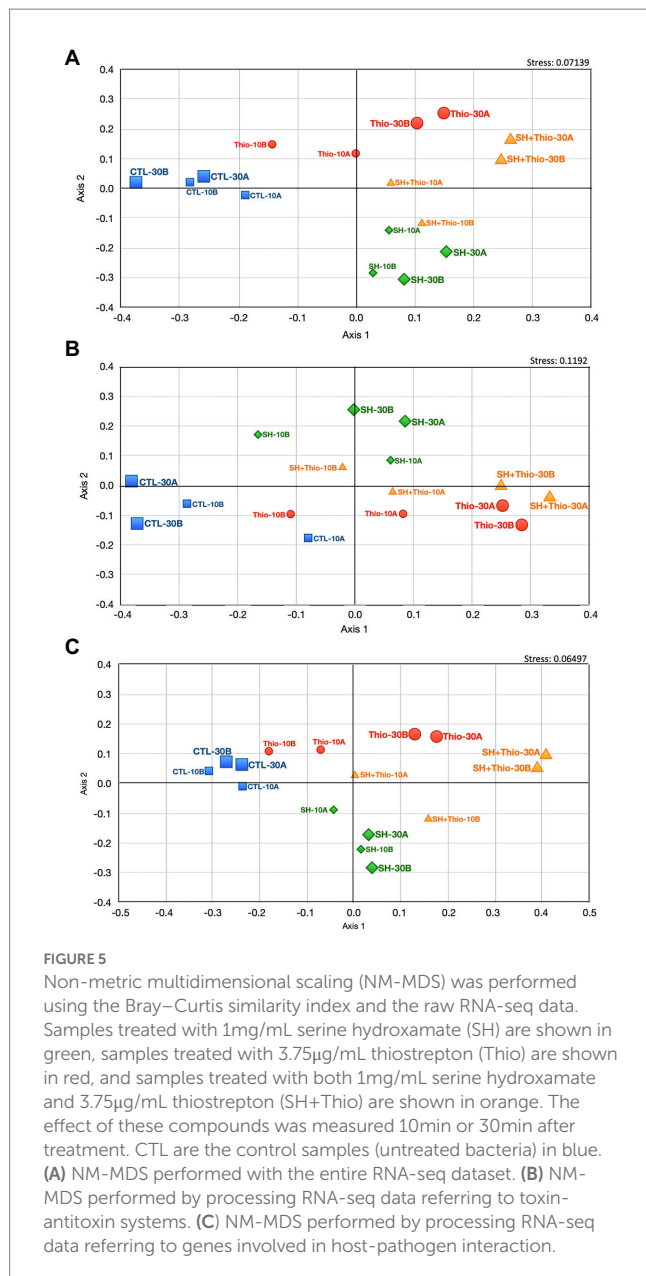 A
Stress: 0.07139
0.4
0.3
0.2
0.1
0.0
-0.1
-0.2
-0.3
-0.4
Axis 2
Thio-30A
Thio-30B
SH+Thio-30A
Thio-10B
Thio-10A
SH+Thio-30B
CTL-30B
CTL-30A
CTL-10B
CTL-10A
SH+Thio-10A
SH+Thio-10B
SH-10A
SH-30A
SH-10B
SH-30B
-0.4 -0.3 -0.2 -0.1 0.0 0.1 0.2 0.3 0.4
Axis 1
B
Stress: 0.1192
0.4
0.3
0.2
0.1
0.0
-0.1
-0.2
-0.3
-0.4
Axis 2
SH-30B
SH-30A
SH-10B
SH-10A
SH+Thio-10B
SH+Thio-30B
CTL-30A
SH+Thio-10A
SH+Thio-30A
CTL-10B
Thio-30A
CTL-30B
Thio-10B
Thio-10A
Thio-30B
CTL-10A
-0.4 -0.3 -0.2 -0.1 0.0 0.1 0.2 0.3 0.4
Axis 1
C
Stress: 0.06497
0.4
0.3
0.2
0.1
0.0
-0.1
-0.2
-0.3
-0.4
Axis 2
Thio-30B
Thio-30A
Thio-10B
Thio-10A
SH+Thio-30A
SH+Thio-30B
CTL-30B
CTL-30A
CTL-10B
CTL-10A
SH+Thio-10A
SH-10A
SH+Thio-10B
SH-30A
SH-10B
SH-30B
-0.5 -0.4 -0.3 -0.2 -0.1 0.0 0.1 0.2 0.3 0.4 0.5
Axis 1
FIGURE 5
Non-metric multidimensional scaling (NM-MDS) was performed
using the Bray–Curtis similarity index and the raw RNA-seq data.
Samples treated with 1mg/mL serine hydroxamate (SH) are shown in
green, samples treated with 3.75μg/mL thiostrepton (Thio) are shown
in red, and samples treated with both 1mg/mL serine hydroxamate
and 3.75μg/mL thiostrepton (SH+Thio) are shown in orange. The
effect of these compounds was measured 10min or 30min after
treatment. CTL are the control samples (untreated bacteria) in blue.
(A) NM-MDS performed with the entire RNA-seq dataset. (B) NM-
MDS performed by processing RNA-seq data referring to toxin-
antitoxin systems. (C) NM-MDS performed by processing RNA-seq
data referring to genes involved in host-pathogen interaction.